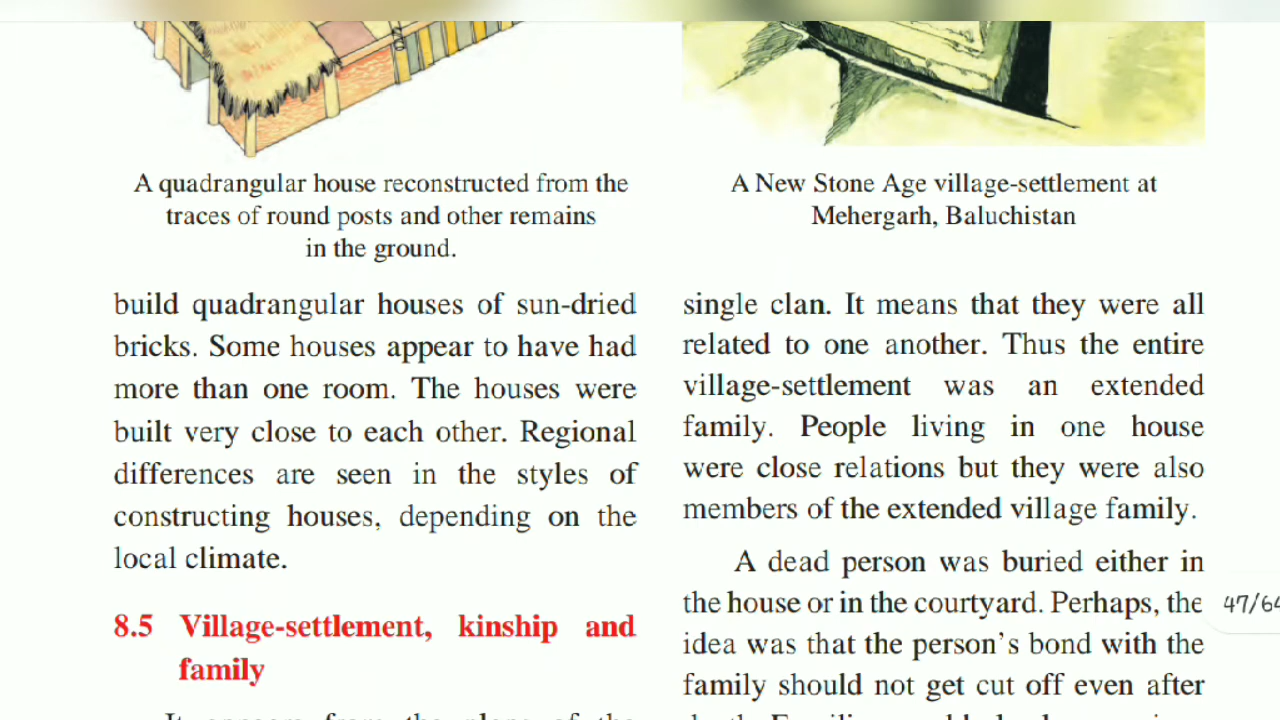 A quadrangular house reconstructed from the
traces of round posts and other remains
in the ground.
build quadrangular houses of sun-dried
bricks. Some houses appear to have had
more than one room. The houses were
built very close to each other. Regional
differences are seen in the styles of
constructing houses, depending on the
local climate.
8.5 Village-settlement, kinship and
family
It appears from the plans of the
A New Stone Age village-settlement at
Mehergarh, Baluchistan
single clan. It means that they were all
related to one another. Thus the entire
village-settlement was an extended
family. People living in one house
were close relations but they were also
members of the extended village family.
A dead person was buried either in
the house or in the courtyard. Perhaps, the
idea was that the person's bond with the
family should not get cut off even after
47/64